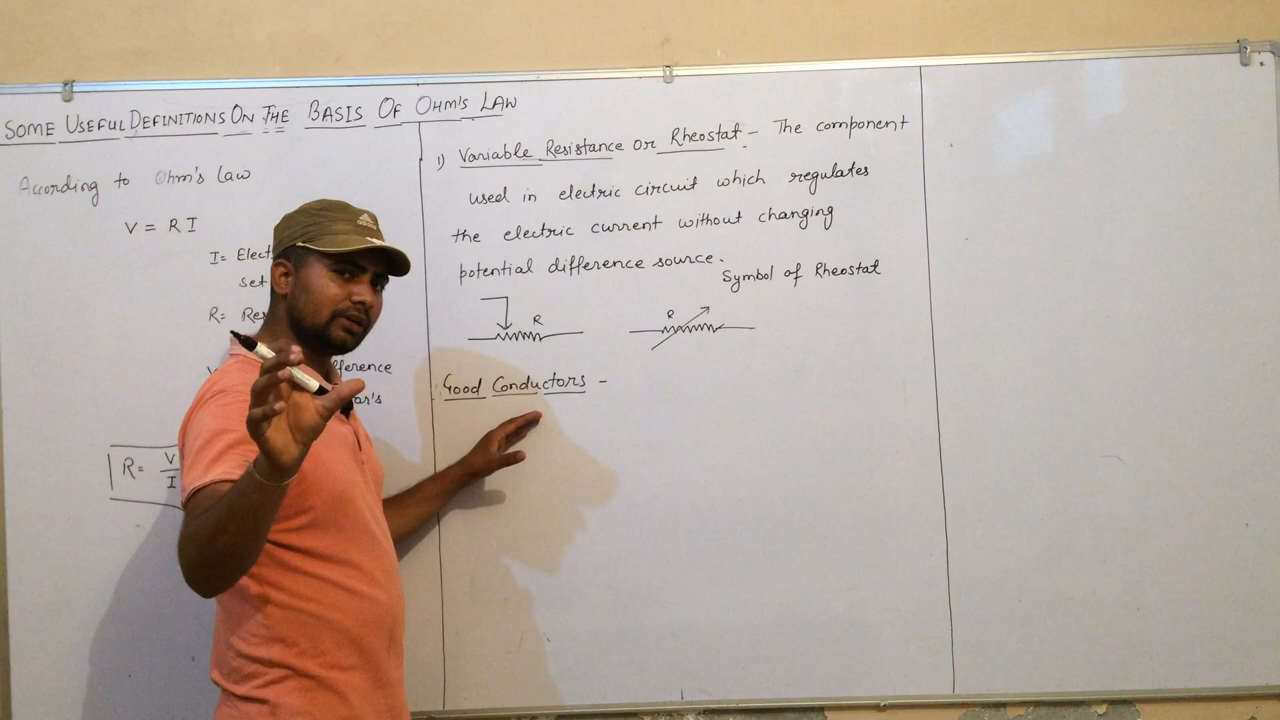 SOME USEFUL DEFINITIONS ON THE BASIS OF OHM'S LAW
According to Ohm's Law
V = R I
I= Elect
set
R= Res
fference
R= V
I
1) Variable Resistance or Rheostat - The component
used in electric circuit which regulates
the electric current without changing
potential difference source.
Symbol of Rheostat
R
R
Good Conductors -
adidas